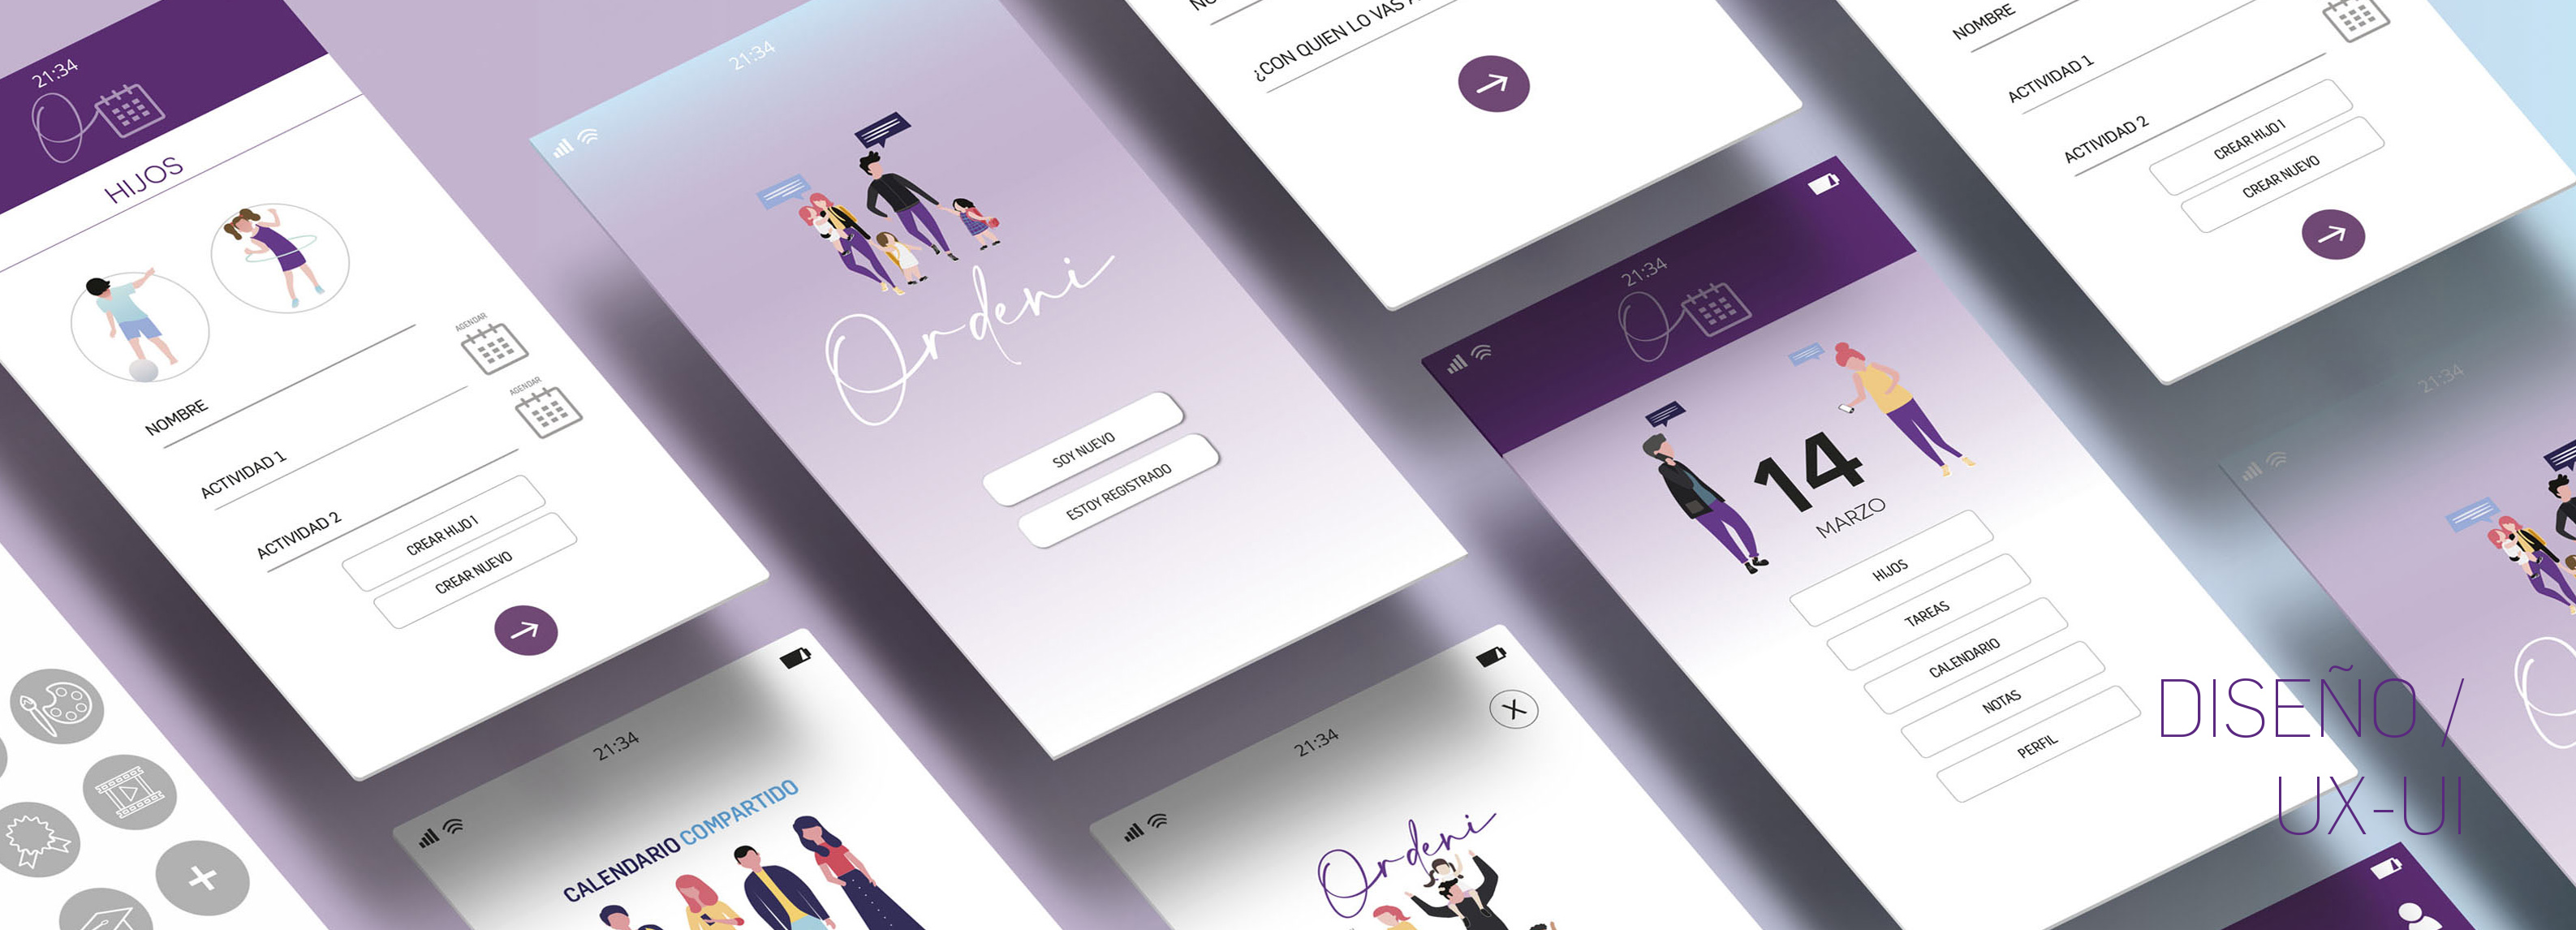 21:34
HIJOS
AGENDAR
NOMBRE
AGENDAR
ACTIVIDAD 1
ACTIVIDAD 2
CREAR HIJO 1
CREAR NUEVO
21:34
Ordeni
SOY NUEVO
ESTOY REGISTRADO
¿CON QUIEN LO VAS A
21:34
14
MARZO
HIJOS
TAREAS
CALENDARIO
NOTAS
PERFIL
NOMBRE
ACTIVIDAD 1
ACTIVIDAD 2
CREAR HIJO 1
CREAR NUEVO
21:34
21:34
CALENDARIO COMPARTIDO
21:34
X
Ordeni
DISEÑO /
UX-UI